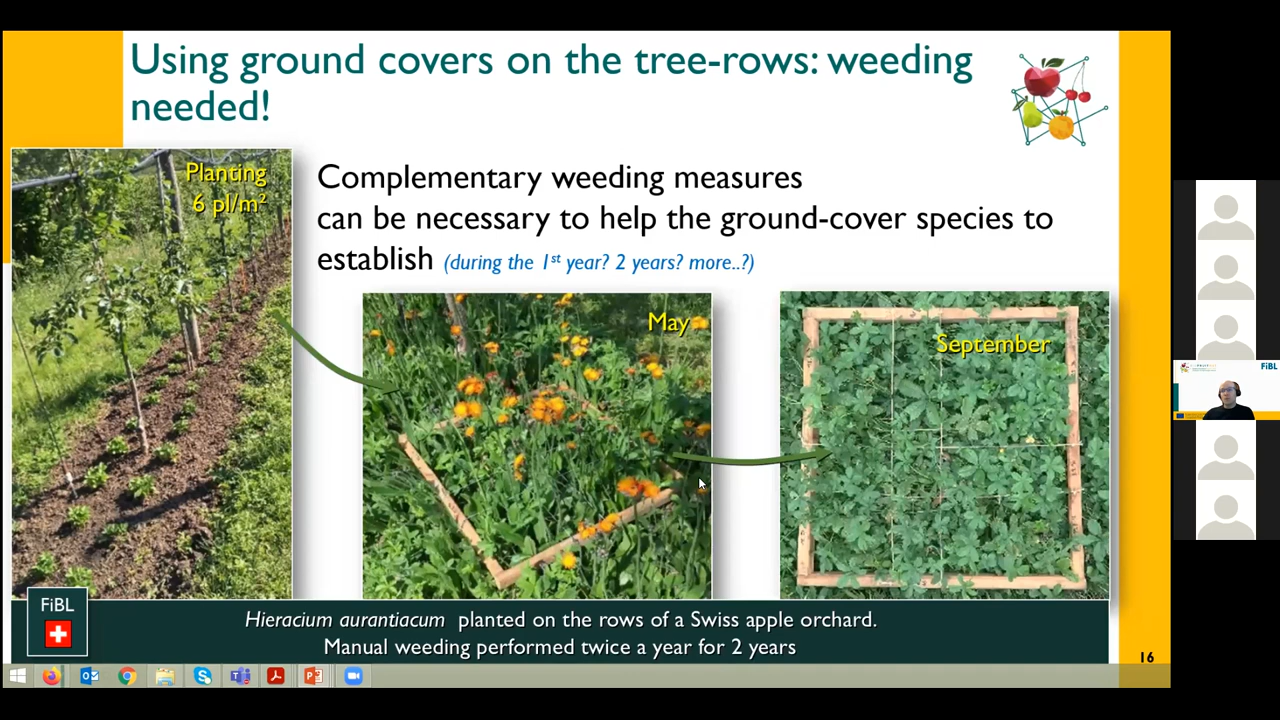 Using ground covers on the tree-rows: weeding
needed!
Planting
6 pl/m²
Complementary weeding measures
can be necessary to help the ground-cover species to
establish (during the 1st year? 2 years? more..?)
May
September
FiBL
FiBL
Hieracium aurantiacum planted on the rows of a Swiss apple orchard.
Manual weeding performed twice a year for 2 years
16